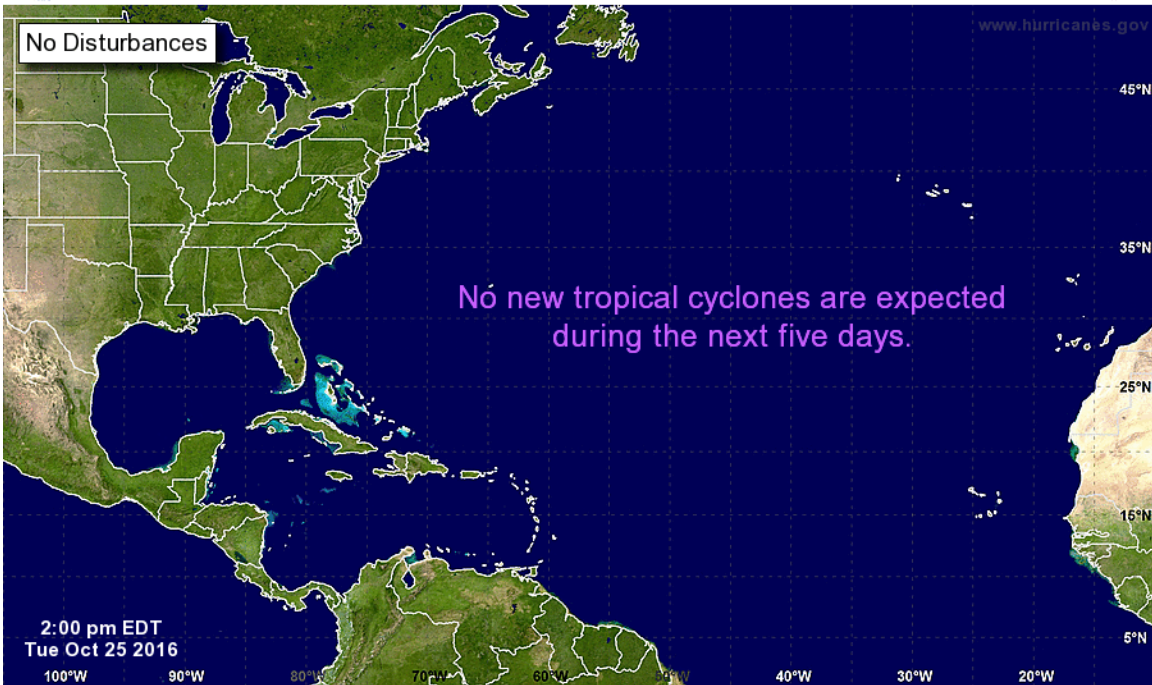 No Disturbances
www.hurricanes.gov
45°N
35°N
No new tropical cyclones are expected
during the next five days.
25°N
15°N
2:00 pm EDT
Tue Oct 25 2016
5°N
100°W 90°W 80°W 70°W 60°W 50°W 40°W 30°W 20°W